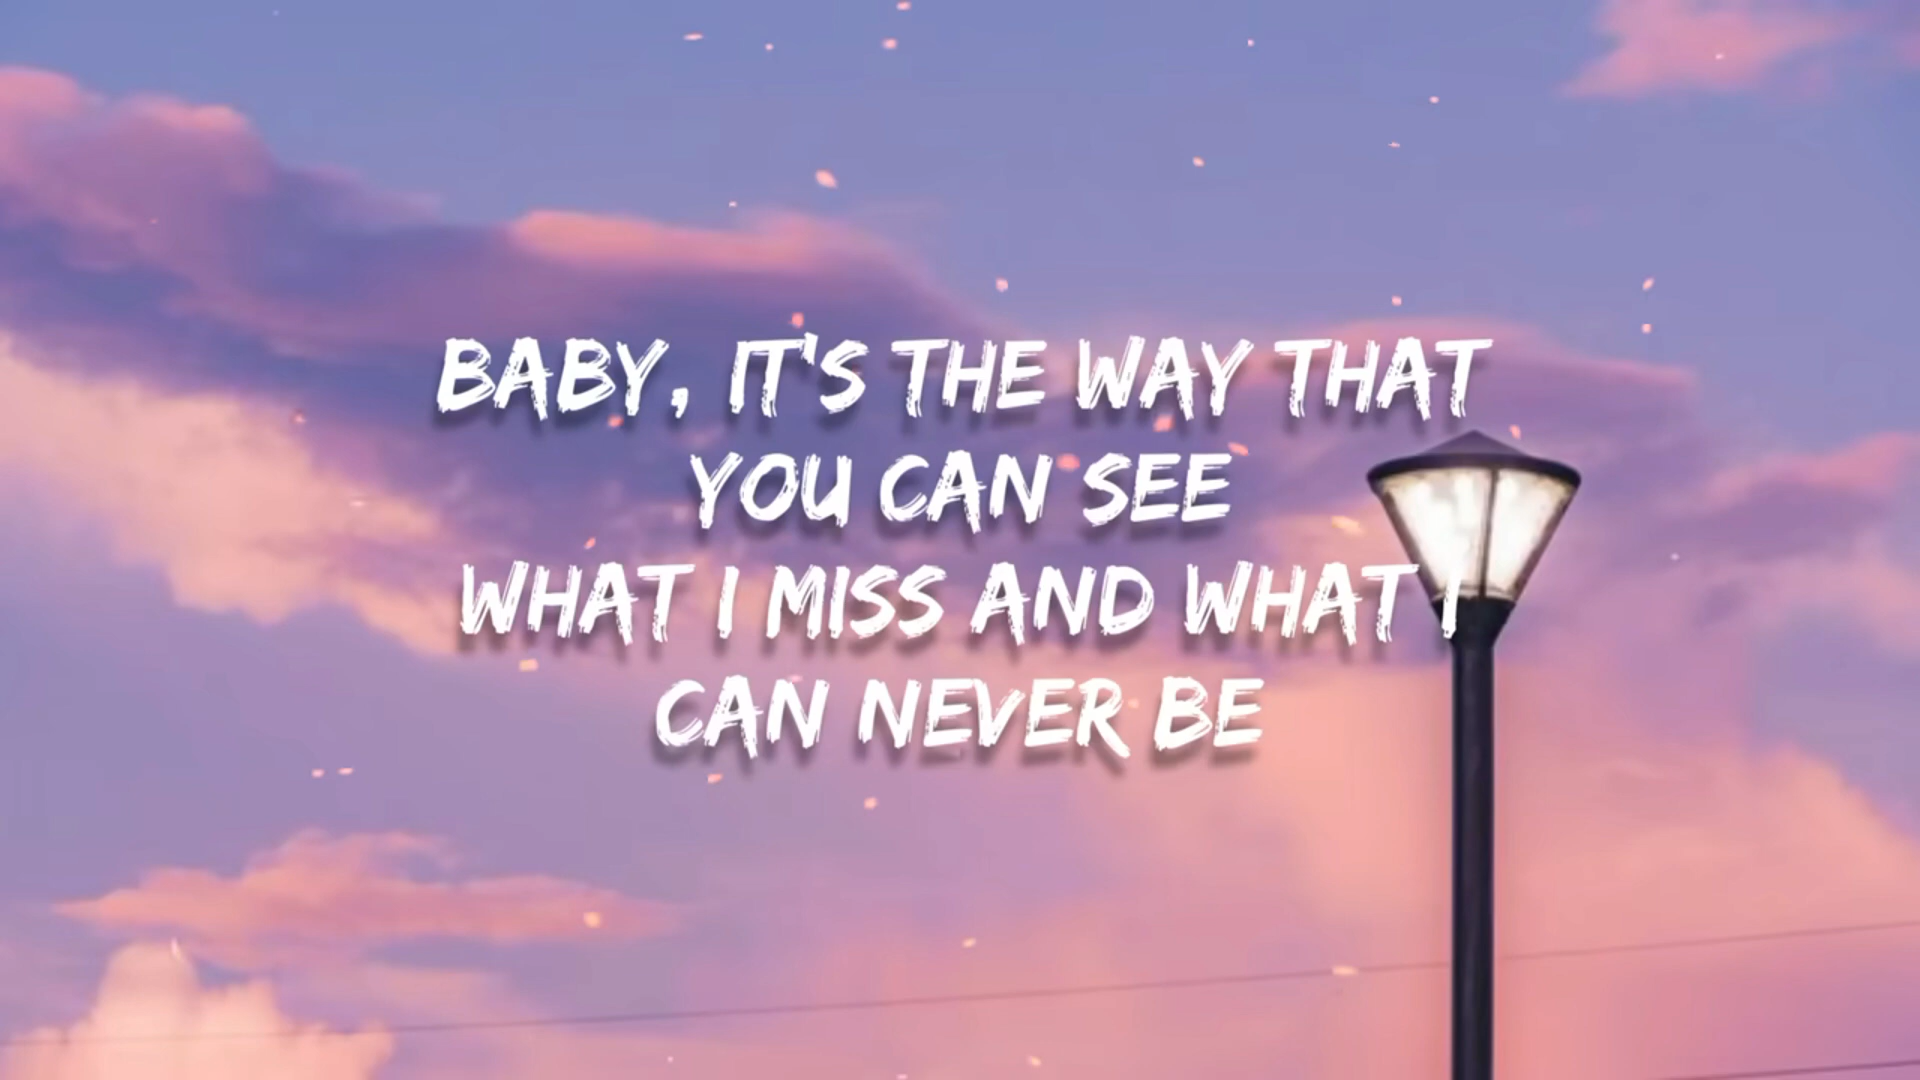 BABY, IT'S THE WAY THAT
YOU CAN SEE
WHAT I MISS AND WHAT I
CAN NEVER BE